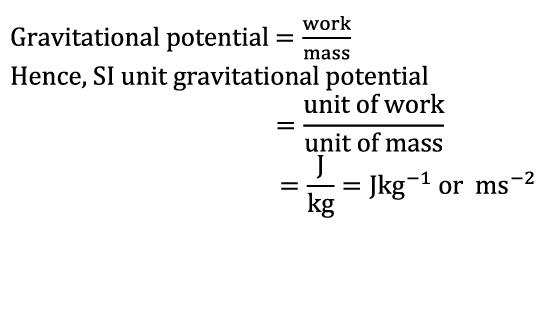 Gravitational potential = work/mass
Hence, SI unit gravitational potential
= unit of work/unit of mass
= J/kg = Jkg⁻¹ or ms⁻²